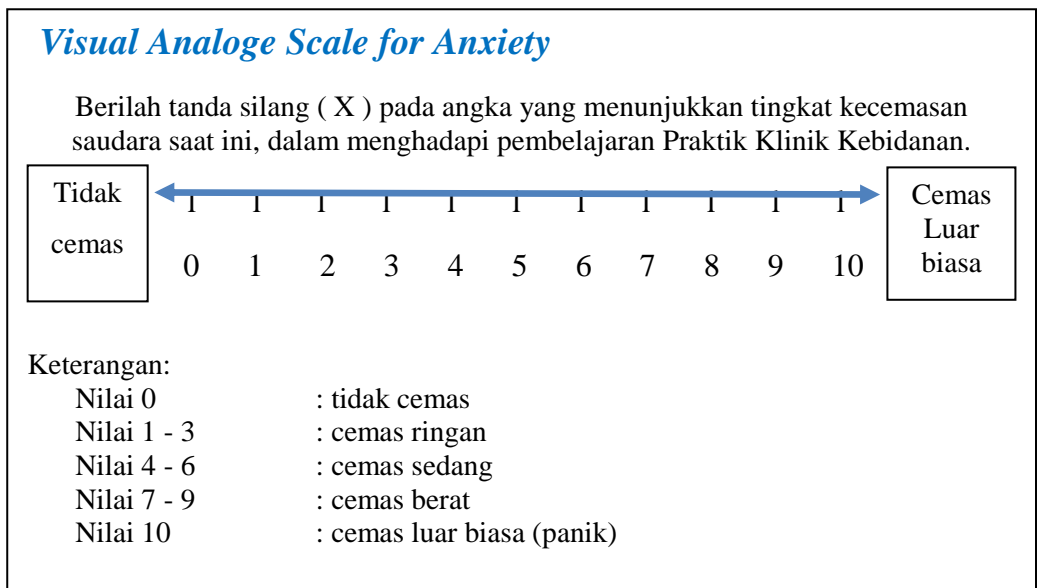 Visual Analoge Scale for Anxiety
Berilah tanda silang ( X ) pada angka yang menunjukkan tingkat kecemasan
saudara saat ini, dalam menghadapi pembelajaran Praktik Klinik Kebidanan.
Tidak
cemas
0 1 2 3 4 5 6 7 8 9 10
Cemas
Luar
biasa
Keterangan:
Nilai 0 : tidak cemas
Nilai 1 - 3 : cemas ringan
Nilai 4 - 6 : cemas sedang
Nilai 7 - 9 : cemas berat
Nilai 10 : cemas luar biasa (panik)